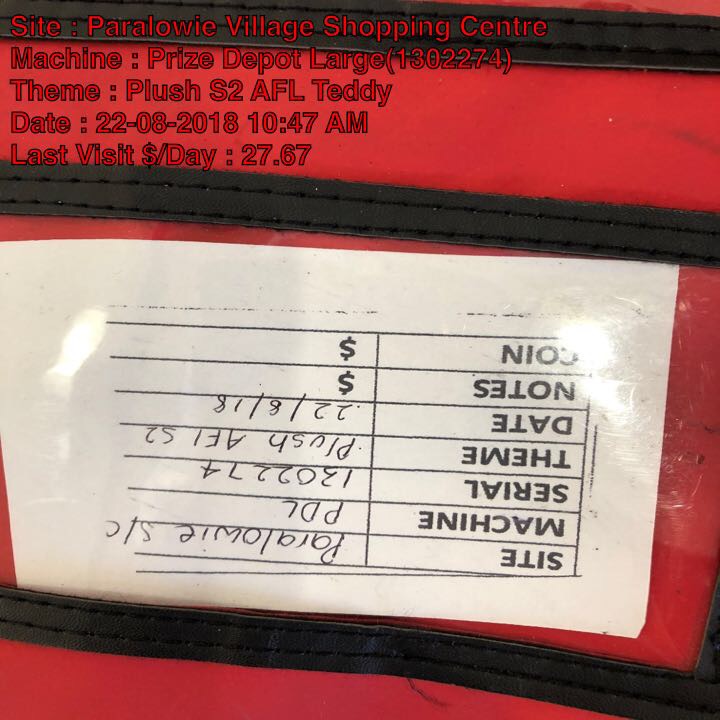 Site : Paralowie Village Shopping Centre
Machine : Prize Depot Large(1302274)
Theme : Plush S2 AFL Teddy
Date : 22-08-2018 10:47 AM
Last Visit $/Day : 27.67
SITE Paralowie S/C
MACHINE PDL
SERIAL 1302274
THEME Plush AFl S2
DATE 22/8/18
NOTES $
COIN $